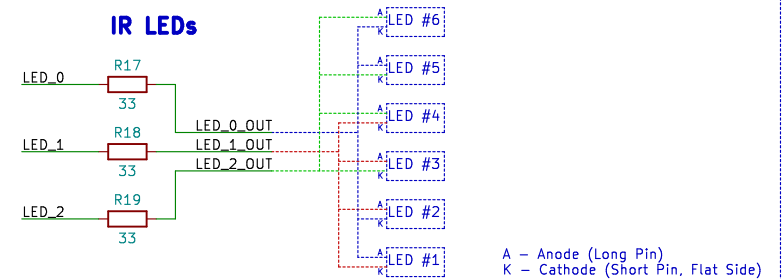 IR LEDs
A
LED #6
K
R17
A
LED #5
K
LED_0
33
A
LED #4
K
LED_0_OUT
R18
LED_1
LED_1_OUT
A
LED #3
K
33
LED_2_OUT
R19
A
LED #2
K
LED_2
33
A
LED #1
K
A – Anode (Long Pin)
K – Cathode (Short Pin, Flat Side)